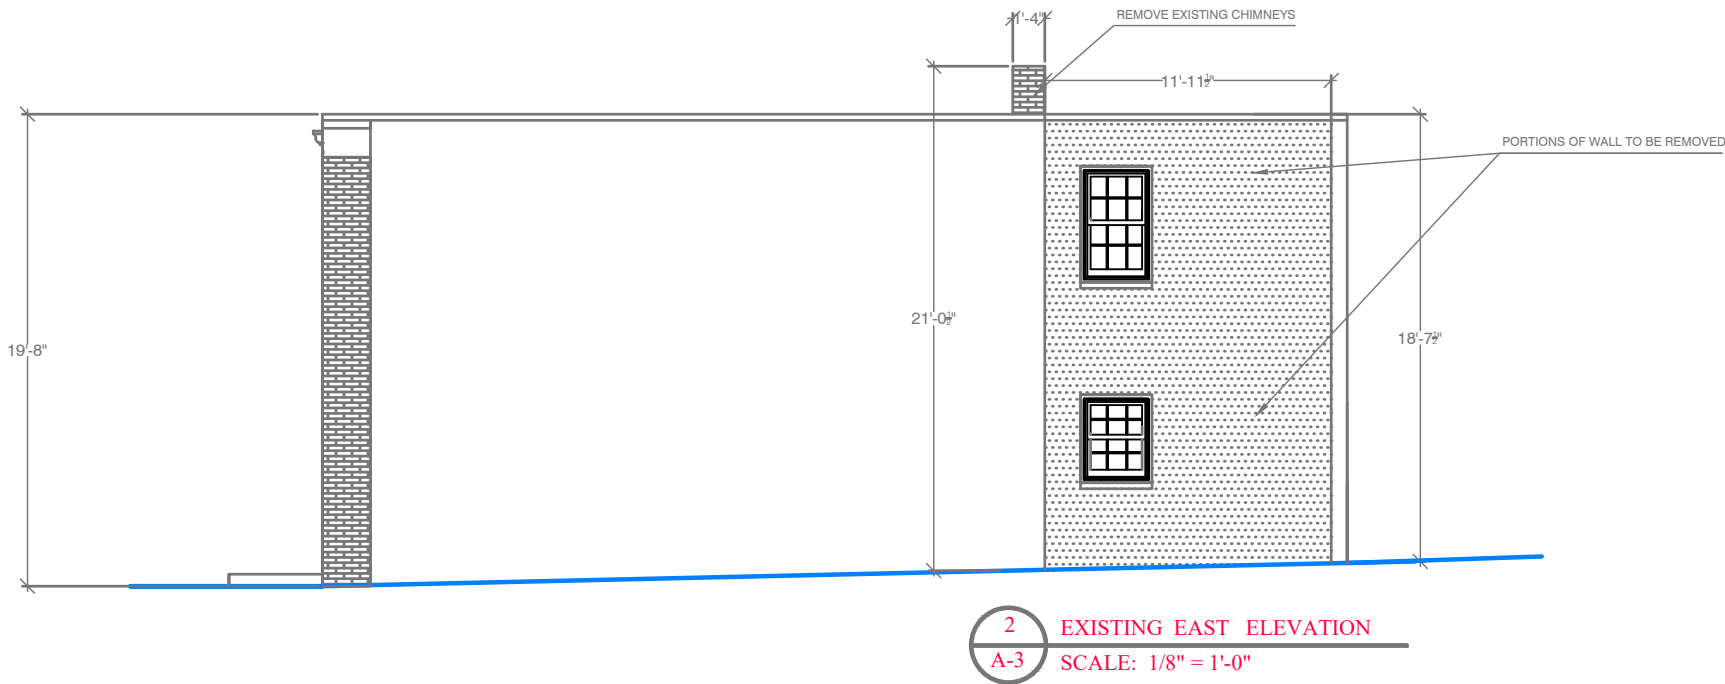 1'-4"
REMOVE EXISTING CHIMNEYS
11'-11½"
PORTIONS OF WALL TO BE REMOVED
21'-0½"
18'-7½"
19'-8"
2
EXISTING EAST ELEVATION
A-3
SCALE: 1/8" = 1'-0"